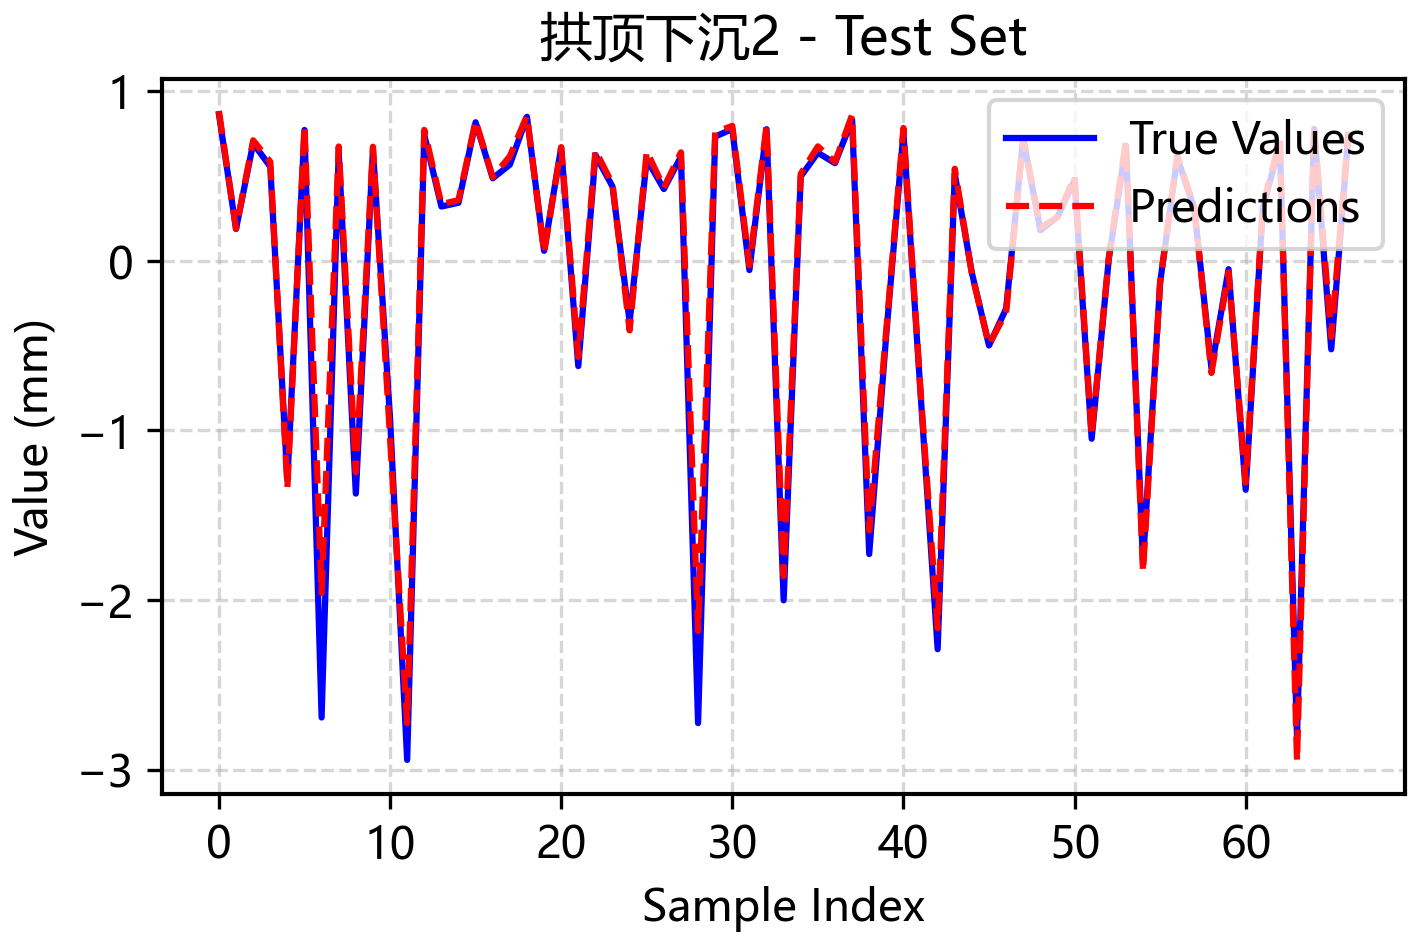 拱顶下沉2 - Test Set
True Values
Predictions
Value (mm)
1
0
−1
−2
−3
0 10 20 30 40 50 60
Sample Index